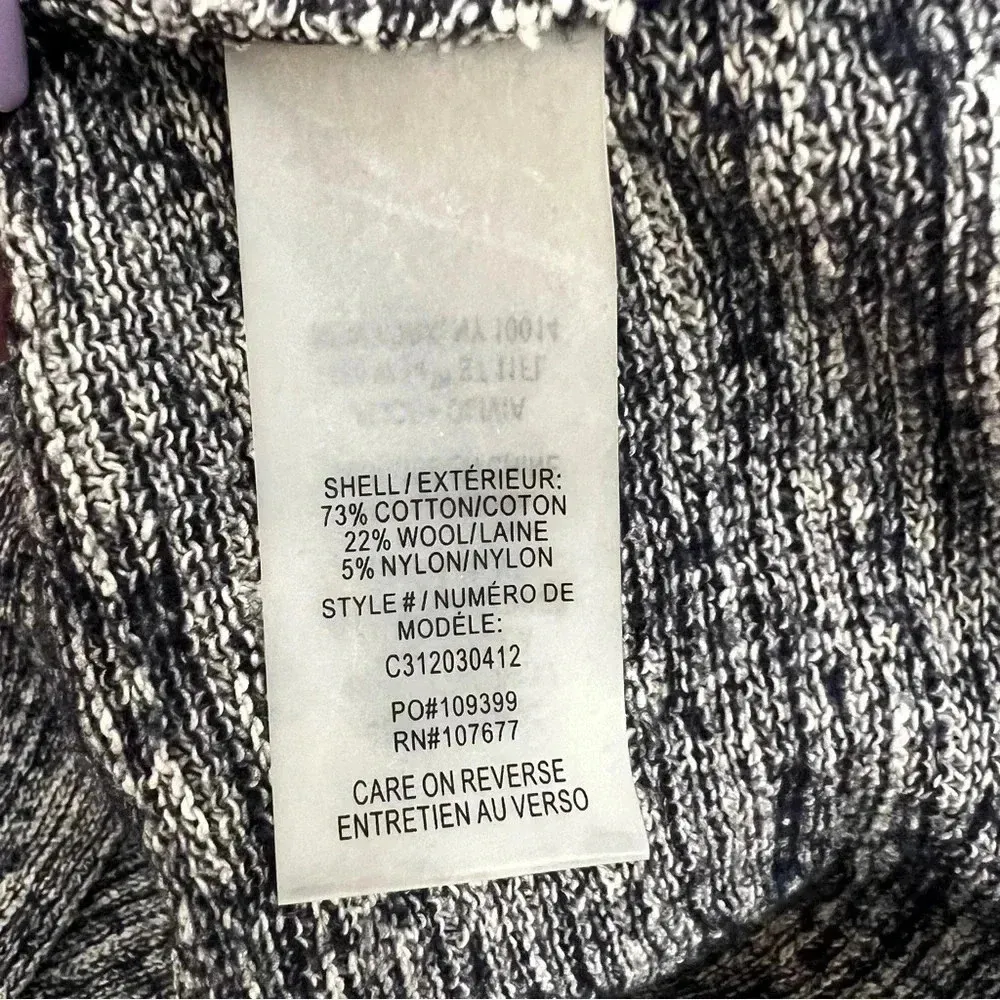 SHELL/EXTÉRIEUR:
73% COTTON/COTON
22% WOOL/LAINE
5% NYLON/NYLON
STYLE #/ NUMÉRO DE
MODÉLE:
C312030412
PO#109399
RN#107677
CARE ON REVERSE
ENTRETIEN AU VERSO